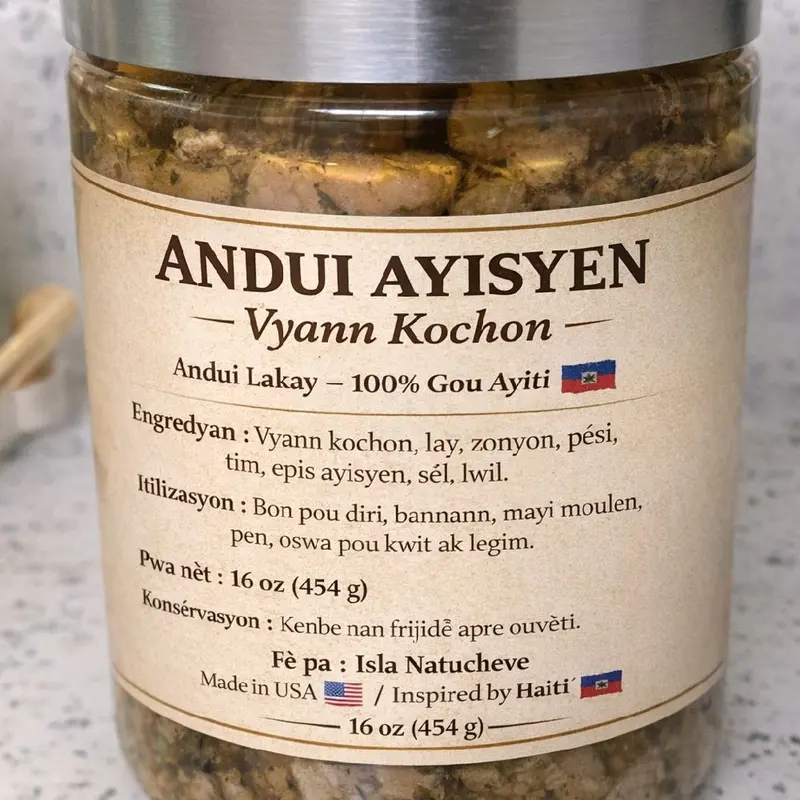 ANDUI AYISYEN
Vyann Kochon
Andui Lakay – 100% Gou Ayiti
Engredyan : Vyann kochon, lay, zonyon, pési,
tim, epis ayisyen, sél, lwil.
Itilizasyon : Bon pou diri, bannann, mayi moulen,
pen, oswa pou kwit ak legim.
Pwa nèt : 16 oz (454 g)
Konsérvasyon : Kenbe nan frijidẽ apre ouvèti.
Fè pa : Isla Natucheve
Made in USA / Inspired by Haiti´
16 oz (454 g)